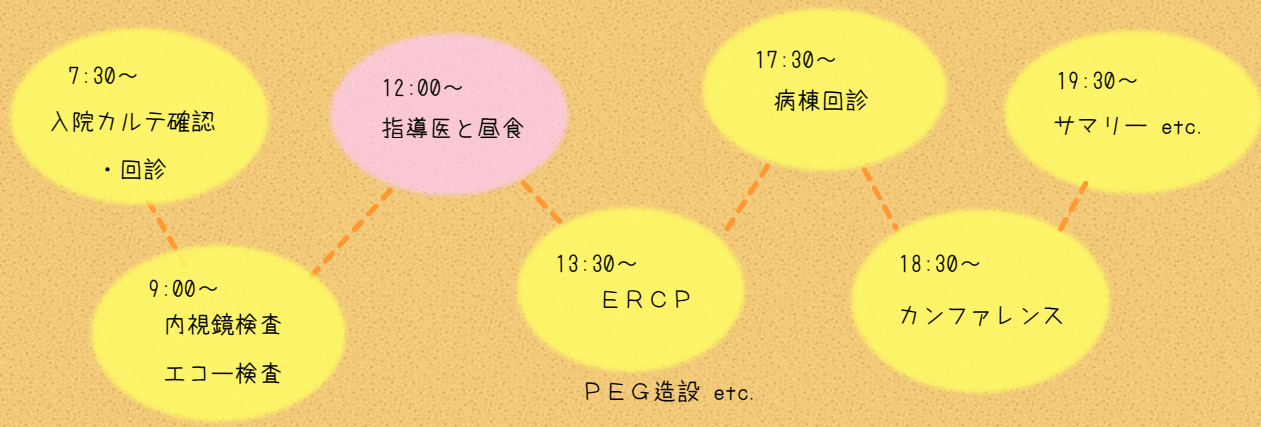 7:30～
入院カルテ確認
・回診
9:00～
内視鏡検査
エコー検査
12:00～
指導医と昼食
13:30～
ＥＲＣＰ
ＰＥＧ造設 etc.
17:30～
病棟回診
18:30～
カンファレンス
19:30～
サマリー etc.